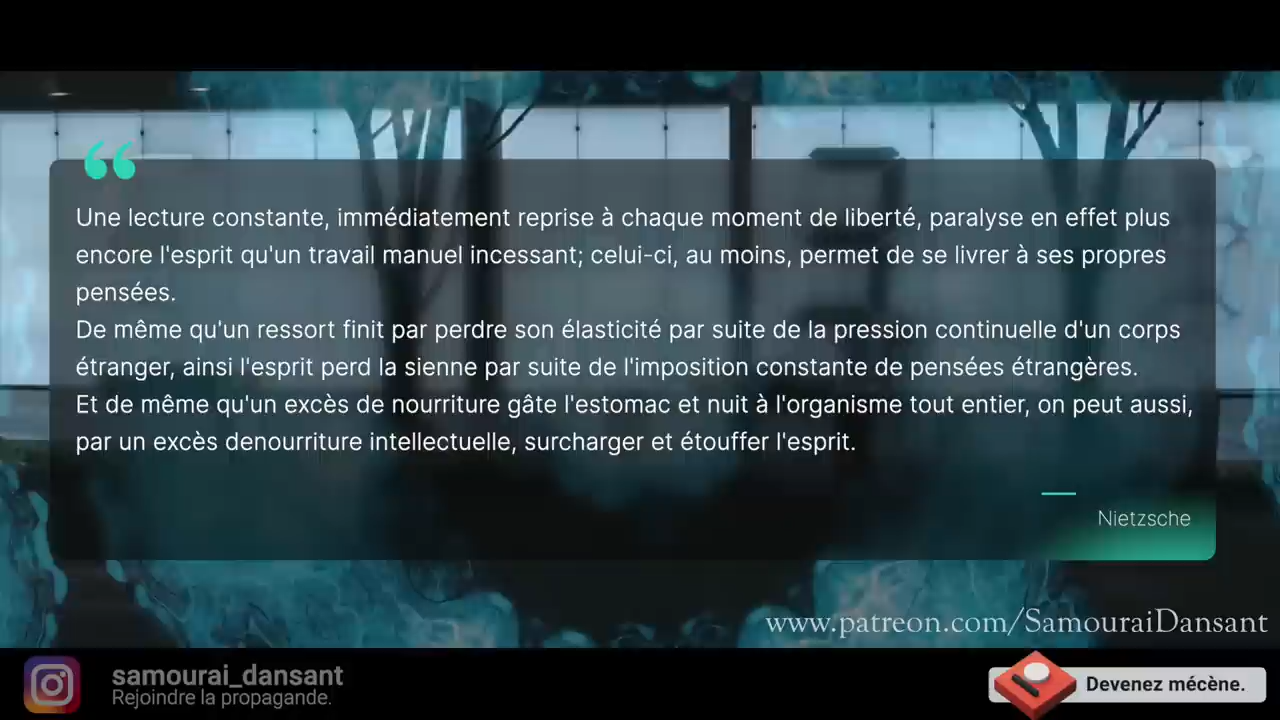 Une lecture constante, immédiatement reprise à chaque moment de liberté, paralyse en effet plus
encore l'esprit qu'un travail manuel incessant; celui-ci, au moins, permet de se livrer à ses propres
pensées.
De même qu'un ressort finit par perdre son élasticité par suite de la pression continuelle d'un corps
étranger, ainsi l'esprit perd la sienne par suite de l'imposition constante de pensées étrangères.
Et de même qu'un excès de nourriture gâte l'estomac et nuit à l'organisme tout entier, on peut aussi,
par un excès denourriture intellectuelle, surcharger et étouffer l'esprit.
Nietzsche
www.patreon.com/SamouraiDansant
samourai_dansant
Rejoindre la propagande.
Devenez mécène.